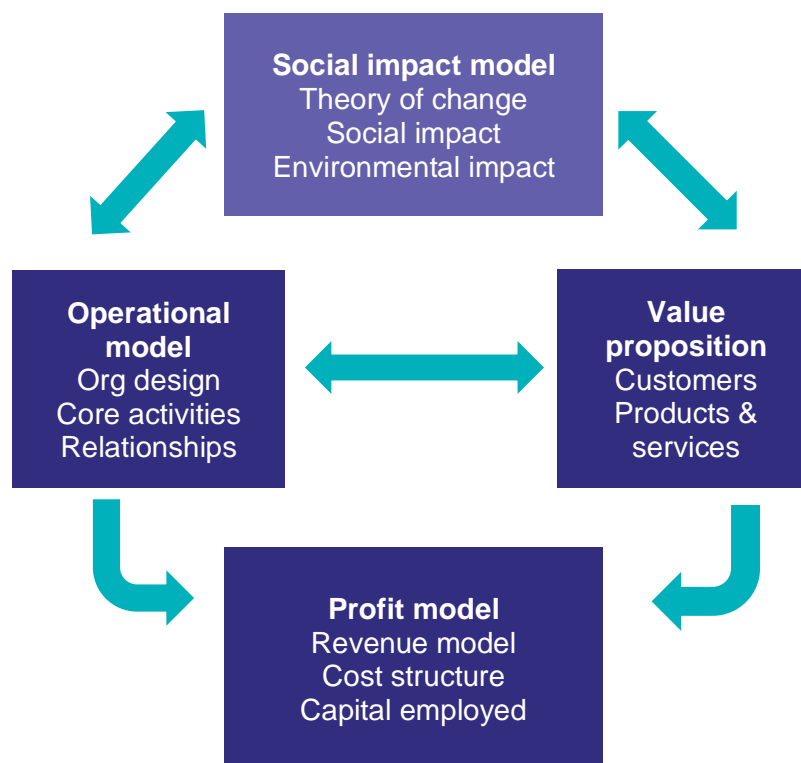 Social impact model
Theory of change
Social impact
Environmental impact
Operational
model
Org design
Core activities
Relationships
Value
proposition
Customers
Products &
services
Profit model
Revenue model
Cost structure
Capital employed